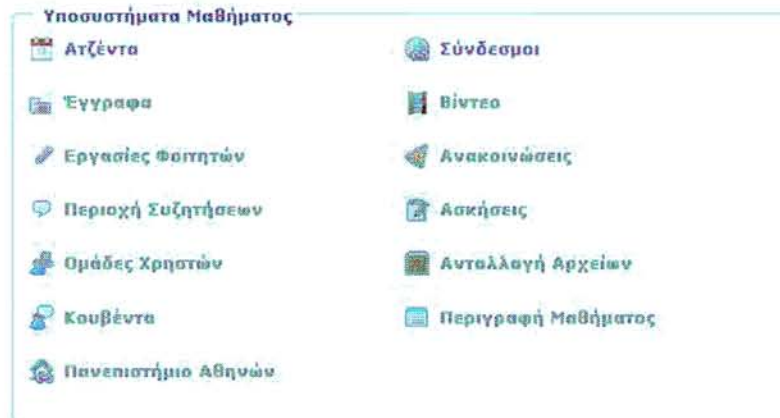 Υποσυστήματα Μαθήματος
Ατζέντα
Σύνδεσμοι
Έγγραφα
Βίντεο
Εργασίες Φοιτητών
Ανακοινώσεις
Περιοχή Συζητήσεων
Ασκήσεις
Ομάδες Χρηστών
Ανταλλαγή Αρχείων
Κουβέντα
Περιγραφή Μαθήματος
Πανεπιστήμιο Αθηνών